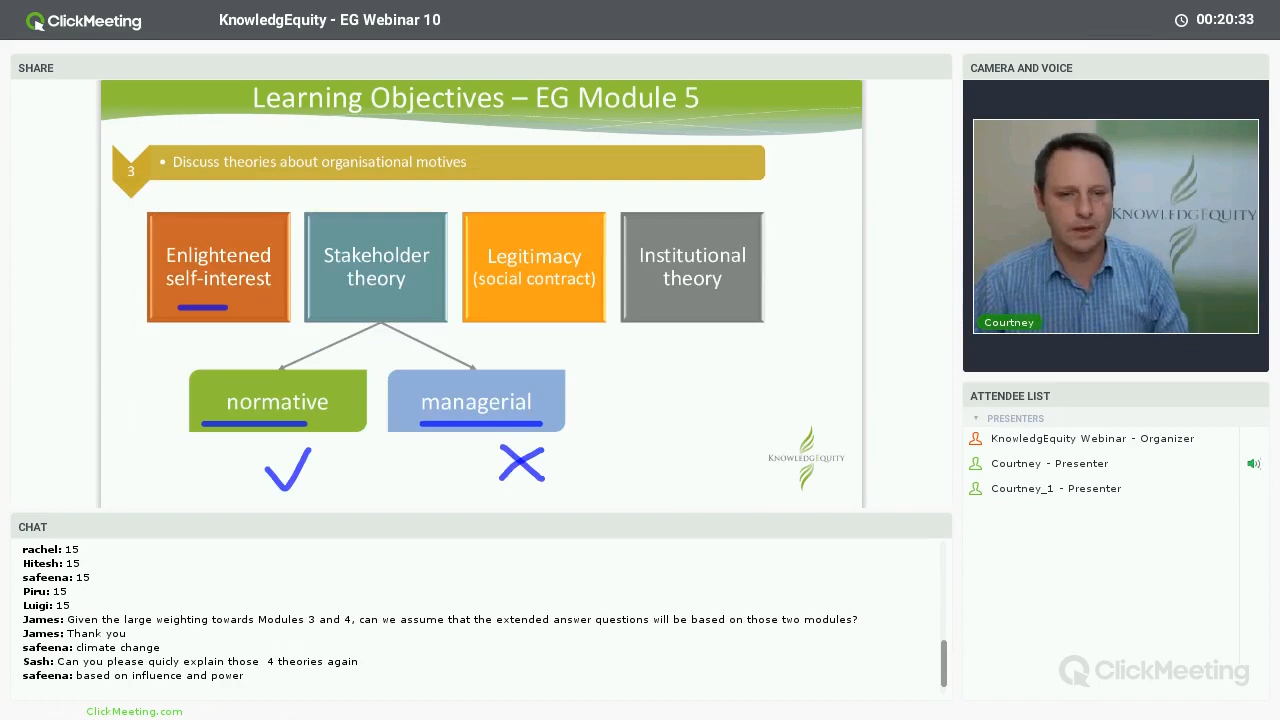 ClickMeeting
KnowledgEquity - EG Webinar 10
00:20:33
SHARE
Learning Objectives – EG Module 5
3
• Discuss theories about organisational motives
Enlightened
self-interest
Stakeholder
theory
Legitimacy
(social contract)
Institutional
theory
normative
managerial
KNOWLEDGEQUITY
CAMERA AND VOICE
KNOWLEDGEQUITY
Courtney
ATTENDEE LIST
PRESENTERS
KnowledgEquity Webinar - Organizer
Courtney - Presenter
Courtney_1 - Presenter
CHAT
rachel: 15
Hitesh: 15
safeena: 15
Piru: 15
Luigi: 15
James: Given the large weighting towards Modules 3 and 4, can we assume that the extended answer questions will be based on those two modules?
James: Thank you
safeena: climate change
Sash: Can you please quicly explain those  4 theories again
safeena: based on influence and power
ClickMeeting
ClickMeeting.com